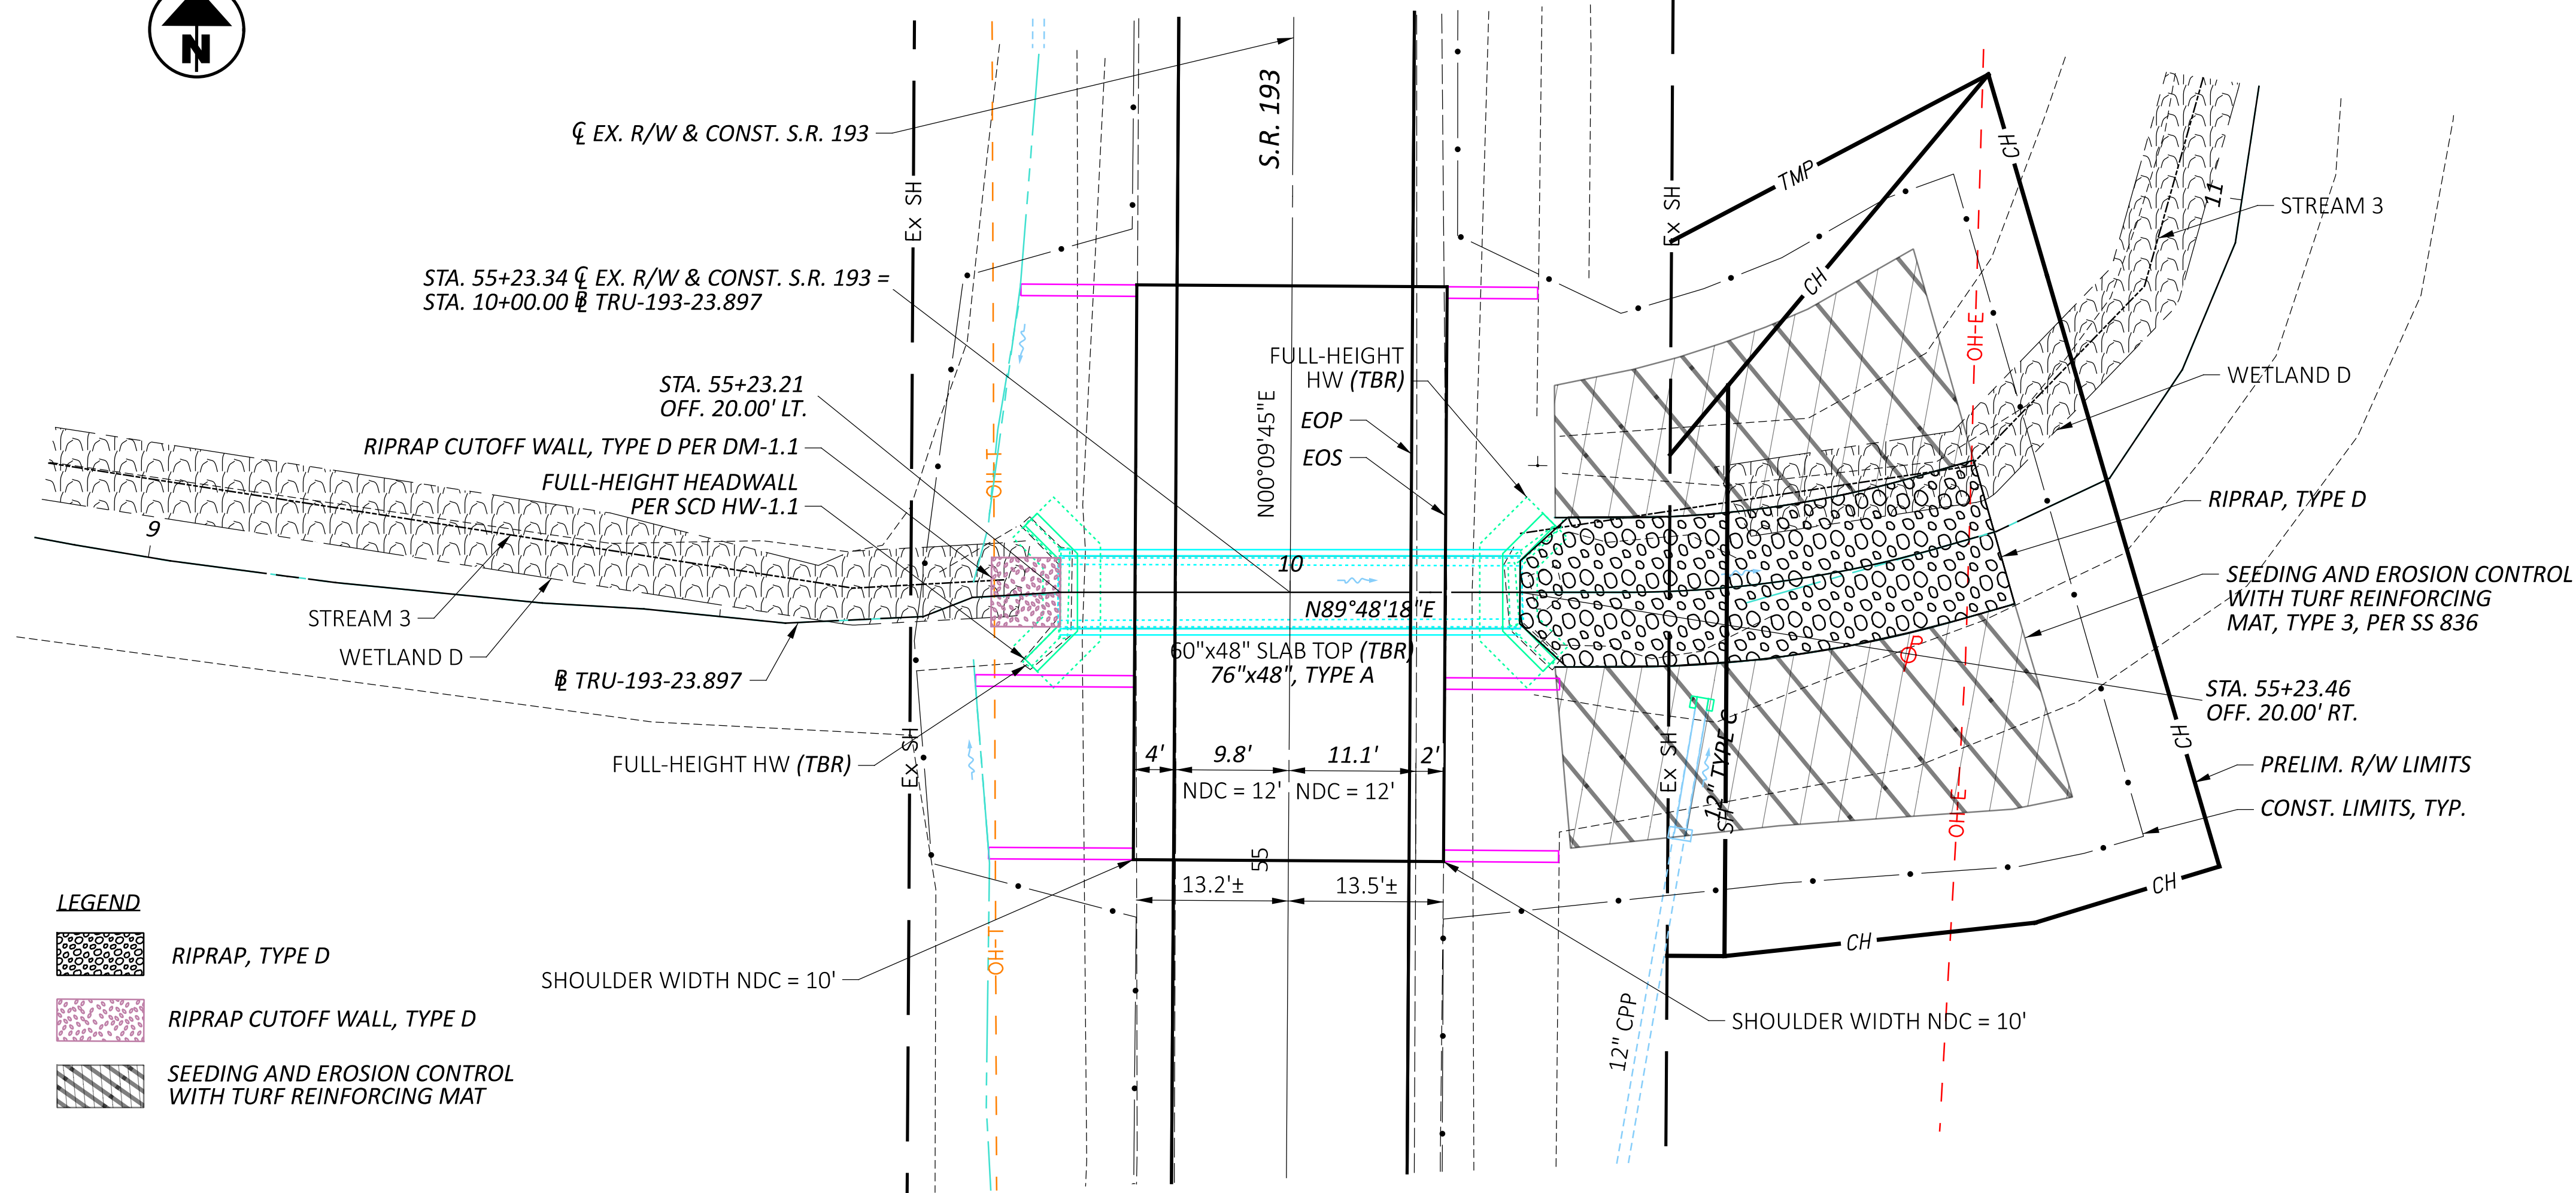 N
℄ EX. R/W & CONST. S.R. 193
S.R. 193
Ex SH
Ex SH
TMP
CH
CH
11
STREAM 3
STA. 55+23.34 ℄ EX. R/W & CONST. S.R. 193 =
STA. 10+00.00 BL TRU-193-23.897
FULL-HEIGHT
HW (TBR)
OH-E
WETLAND D
STA. 55+23.21
OFF. 20.00' LT.
N00°09'45"E
EOP
EOS
RIPRAP CUTOFF WALL, TYPE D PER DM-1.1
OH-T
FULL-HEIGHT HEADWALL
PER SCD HW-1.1
RIPRAP, TYPE D
9
10
N89°48'18"E
SEEDING AND EROSION CONTROL
WITH TURF REINFORCING
MAT, TYPE 3, PER SS 836
STREAM 3
WETLAND D
BL TRU-193-23.897
60"x48" SLAB TOP (TBR)
76"x48", TYPE A
P
STA. 55+23.46
OFF. 20.00' RT.
FULL-HEIGHT HW (TBR)
Ex SH
4'
9.8'
11.1'
2'
NDC = 12'
NDC = 12'
Ex SH
12" TYPE C
SH
CH
OH-E
PRELIM. R/W LIMITS
CONST. LIMITS, TYP.
55
13.2'±
13.5'±
CH
CH
OH-T
SHOULDER WIDTH NDC = 10'
SHOULDER WIDTH NDC = 10'
12" CPP
LEGEND
RIPRAP, TYPE D
RIPRAP CUTOFF WALL, TYPE D
SEEDING AND EROSION CONTROL
WITH TURF REINFORCING MAT